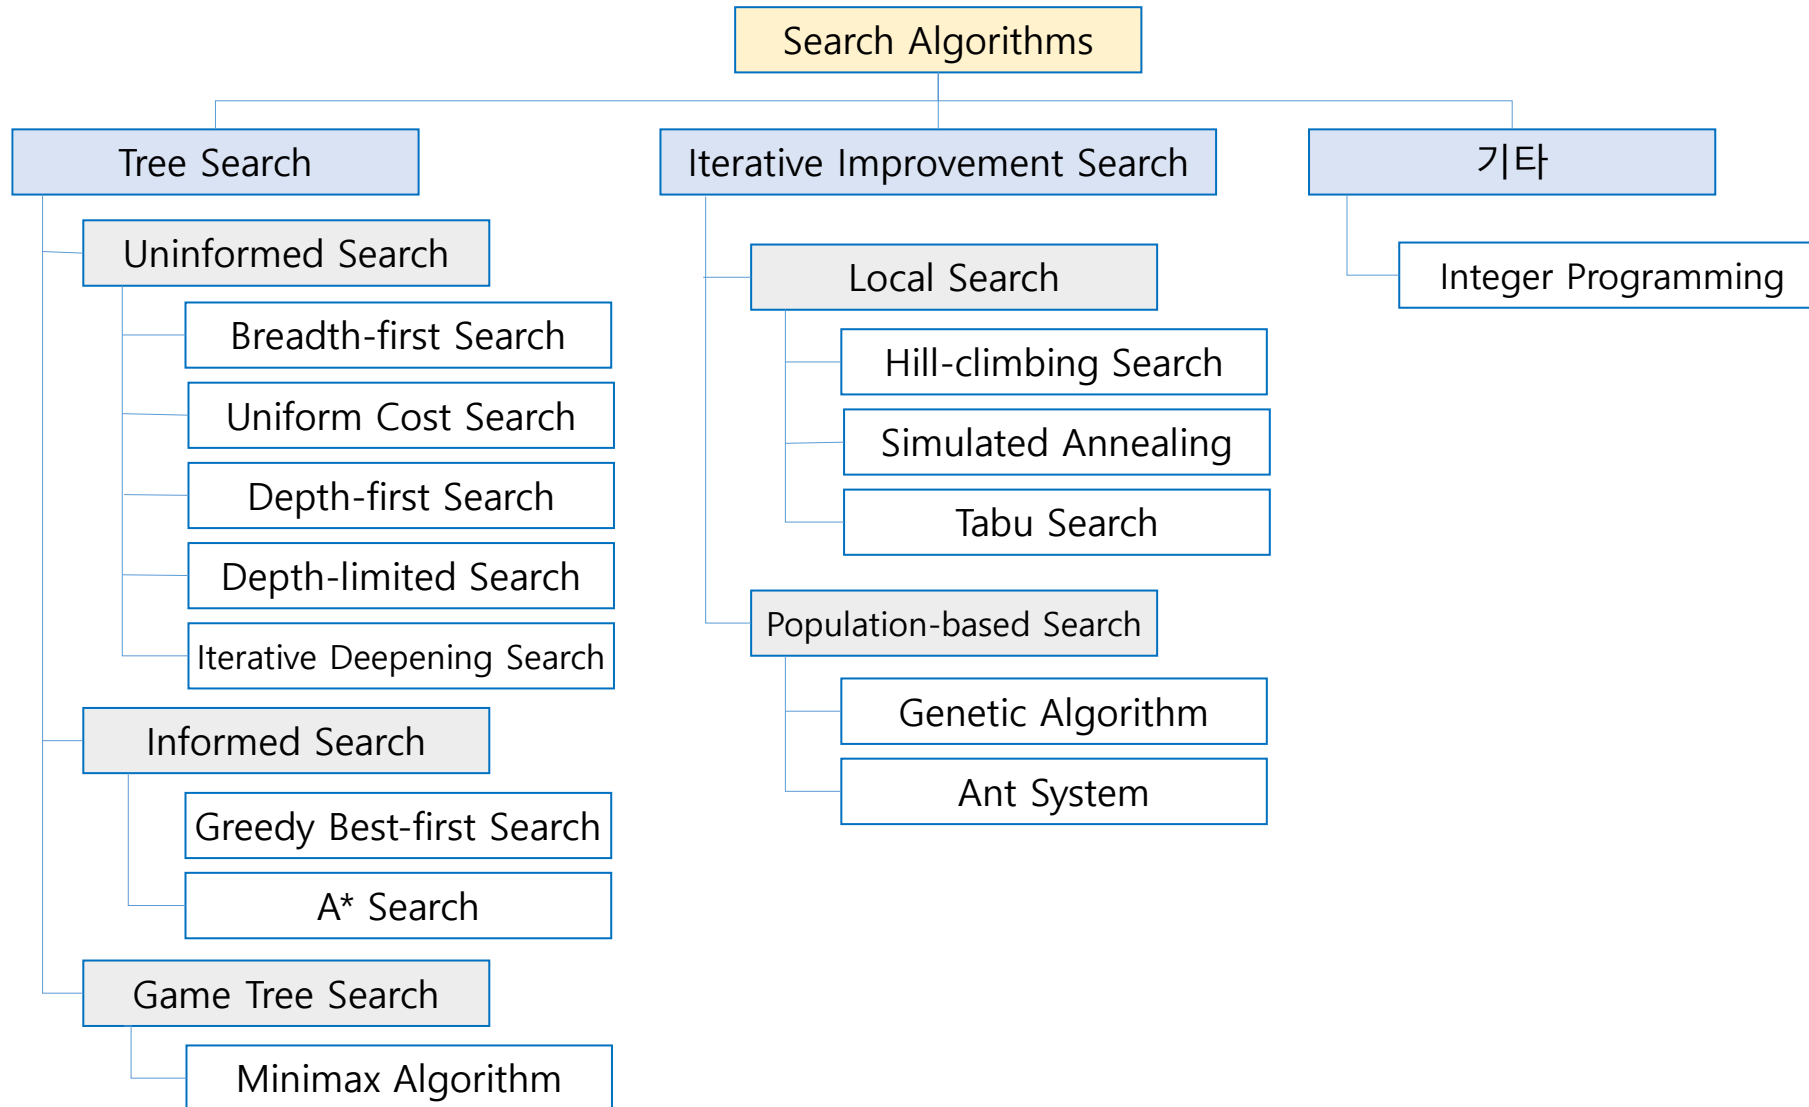 Search Algorithms
Tree Search
Uninformed Search
Breadth-first Search
Uniform Cost Search
Depth-first Search
Depth-limited Search
Iterative Deepening Search
Informed Search
Greedy Best-first Search
A* Search
Game Tree Search
Minimax Algorithm
Iterative Improvement Search
Local Search
Hill-climbing Search
Simulated Annealing
Tabu Search
Population-based Search
Genetic Algorithm
Ant System
기타
Integer Programming